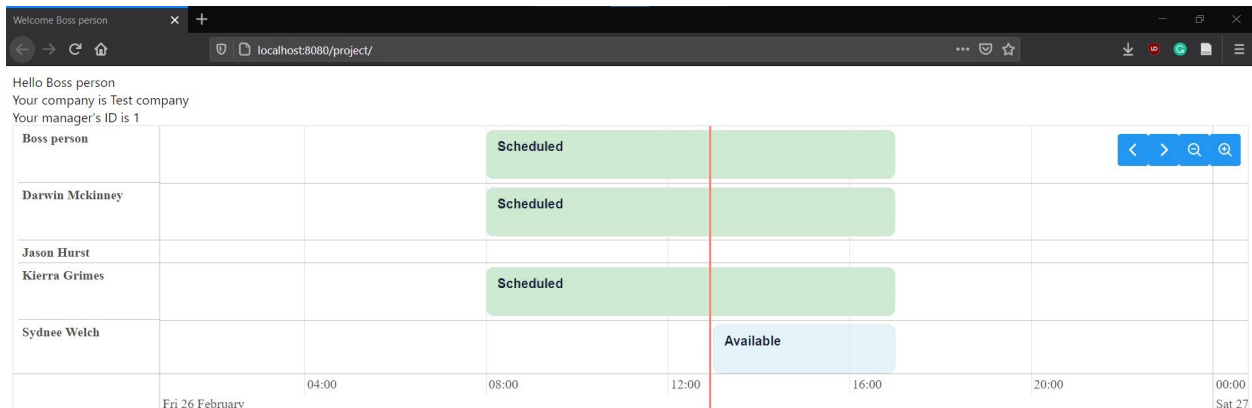 Welcome Boss person
localhost:8080/project/
Hello Boss person
Your company is Test company
Your manager's ID is 1
Boss person
Scheduled
Darwin Mckinney
Scheduled
Jason Hurst
Kierra Grimes
Scheduled
Sydnee Welch
Available
04:00 08:00 12:00 16:00 20:00 00:00
Fri 26 February Sat 27